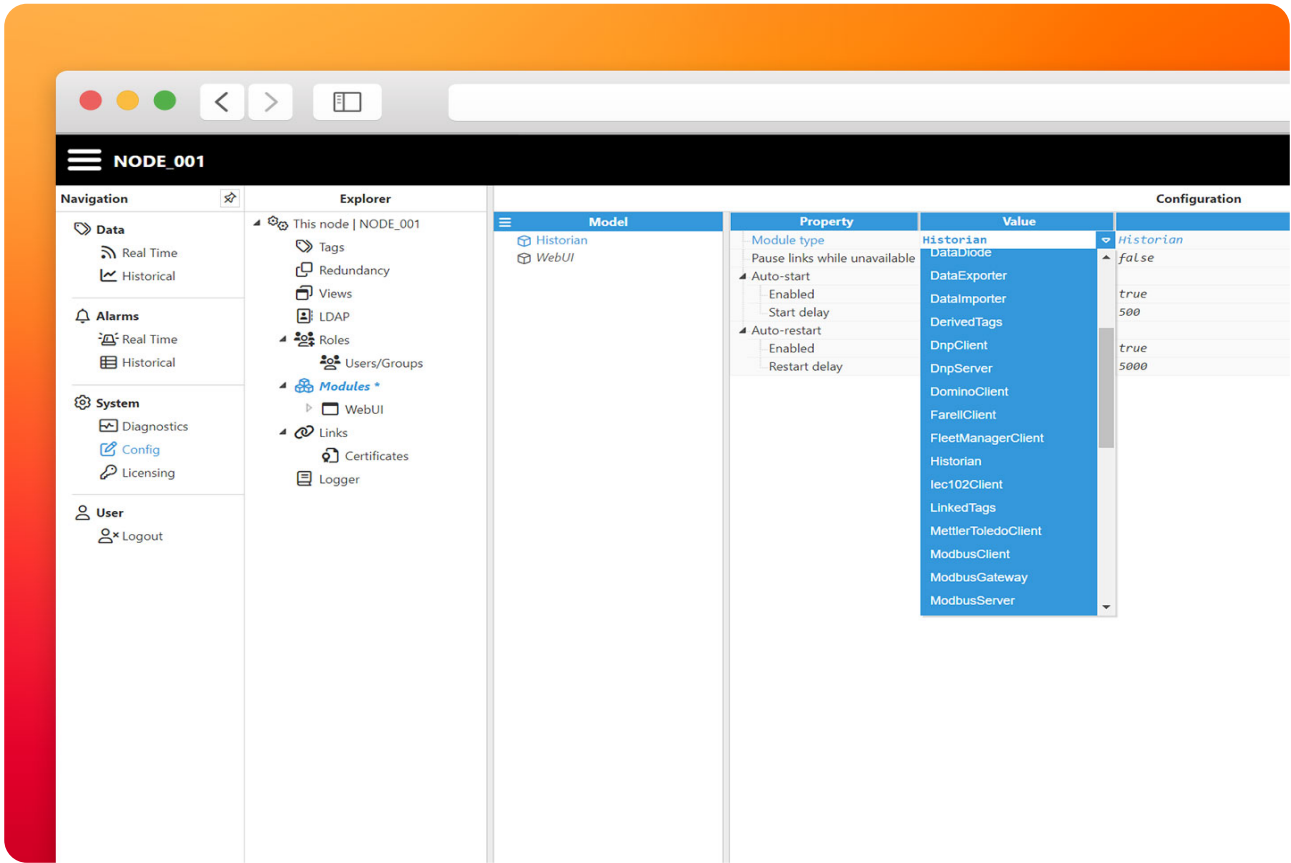 NODE_001
Navigation
Data
Real Time
Historical
Alarms
Real Time
Historical
System
Diagnostics
Config
Licensing
User
Logout
Explorer
This node | NODE_001
Tags
Redundancy
Views
LDAP
Roles
Users/Groups
Modules *
WebUI
Links
Certificates
Logger
Configuration
Model
Historian
WebUI
Property Value
Module type Historian Historian
Pause links while unavailable false
Auto-start
Enabled true
Start delay 500
Auto-restart
Enabled true
Restart delay 5000
DataDiode
DataExporter
DataImporter
DerivedTags
DnpClient
DnpServer
DominoClient
FarellClient
FleetManagerClient
Historian
Iec102Client
LinkedTags
MettlerToledoClient
ModbusClient
ModbusGateway
ModbusServer